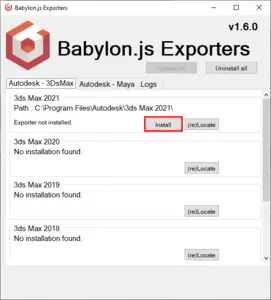 Babylon.js Exporters
v1.6.0
Babylon.js Exporters
Update all
Uninstall all
Autodesk - 3DsMax
Autodesk - Maya
Logs
3ds Max 2021
Path : C:\Program Files\Autodesk\3ds Max 2021\
Exporter not installed.
Install
(re)Locate
3ds Max 2020
No installation found.
(re)Locate
3ds Max 2019
No installation found.
(re)Locate
3ds Max 2018
No installation found.
(re)Locate